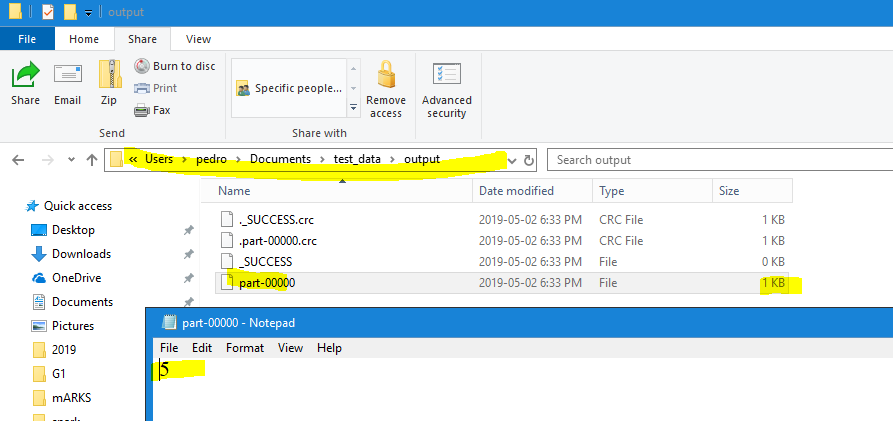 output
File Home Share View
Share Email Zip Burn to disc Print Fax Specific people... Remove access Advanced security
Send Share with
« Users > pedro > Documents > test_data > output Search output
Name Date modified Type Size
Quick access
Desktop
Downloads
OneDrive
Documents
Pictures
2019
G1
mARKS
._SUCCESS.crc 2019-05-02 6:33 PM CRC File 1 KB
.part-00000.crc 2019-05-02 6:33 PM CRC File 1 KB
_SUCCESS 2019-05-02 6:33 PM File 0 KB
part-00000 2019-05-02 6:33 PM File 1 KB
part-00000 - Notepad
File Edit Format View Help
5